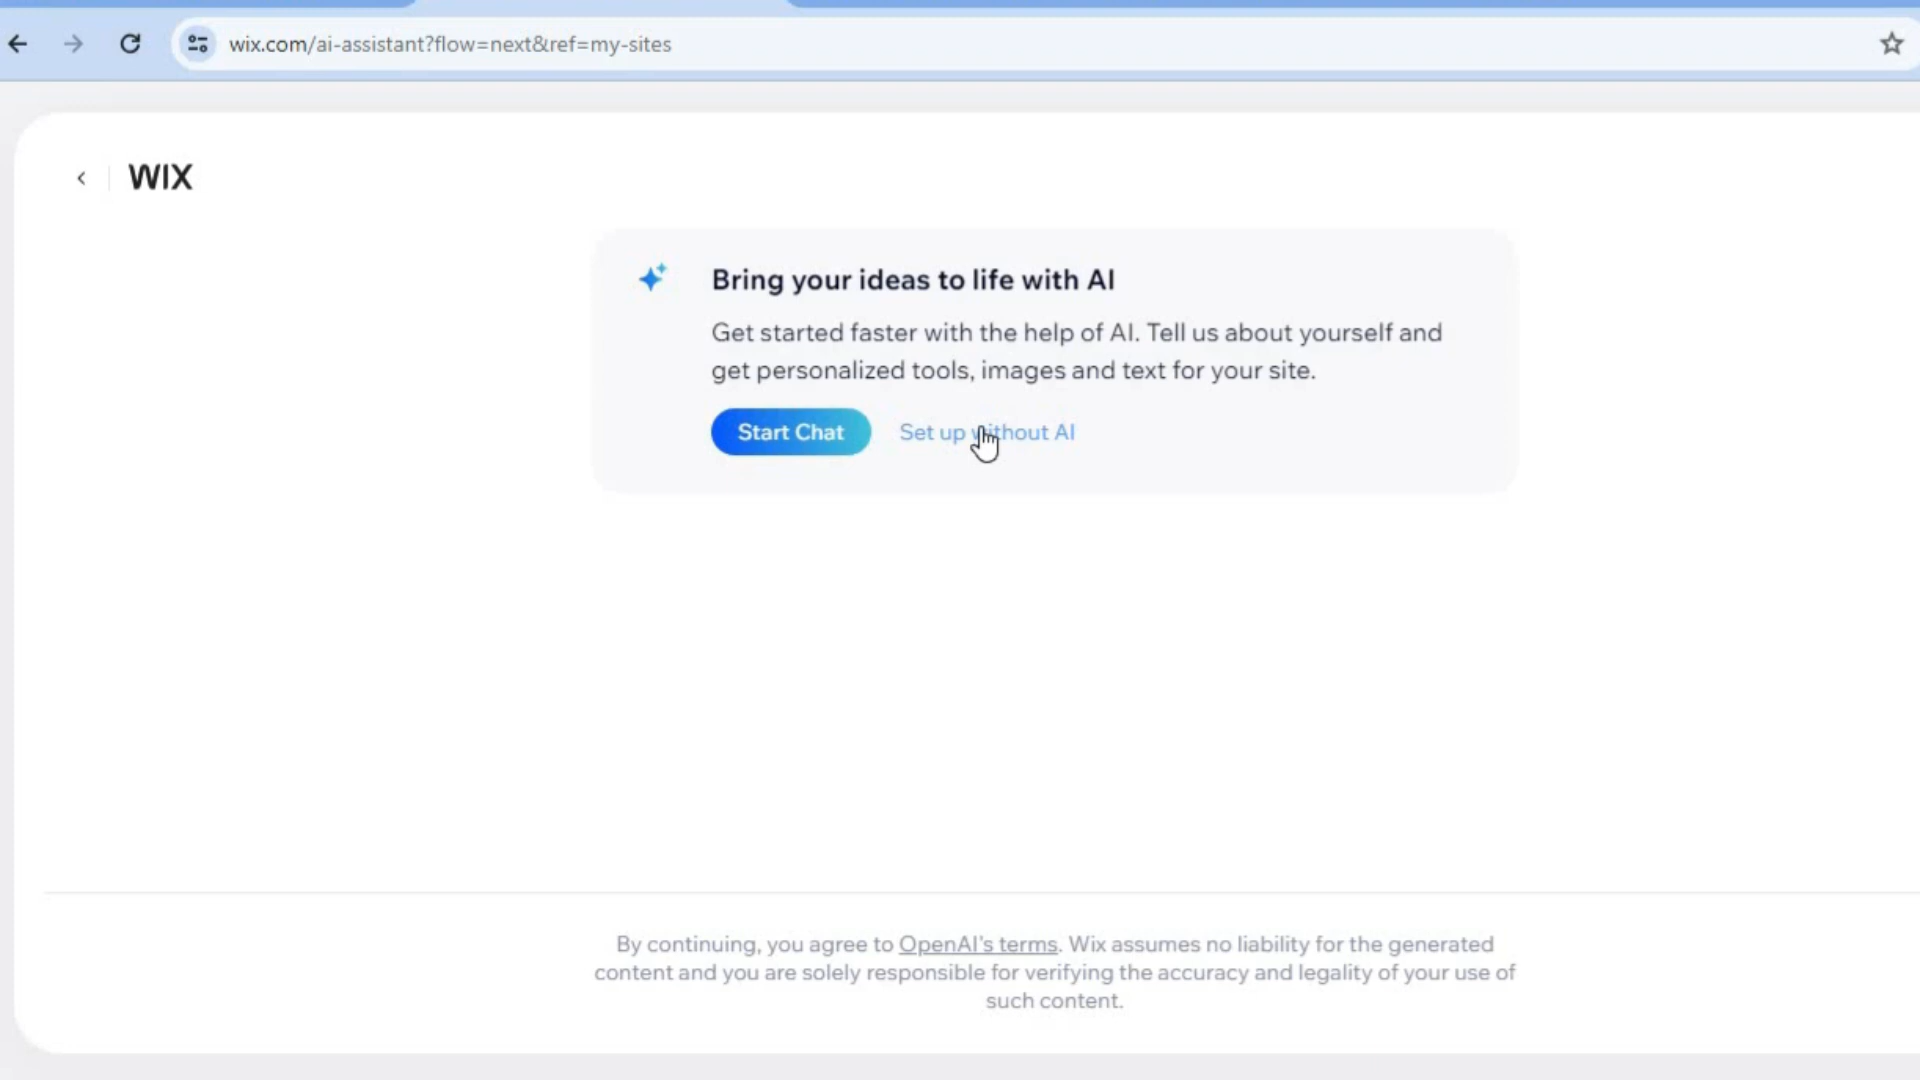 wix.com/ai-assistant?flow=next&ref=my-sites
WIX
Bring your ideas to life with AI
Get started faster with the help of AI. Tell us about yourself and
get personalized tools, images and text for your site.
Start Chat
Set up without AI
By continuing, you agree to OpenAI's terms. Wix assumes no liability for the generated
content and you are solely responsible for verifying the accuracy and legality of your use of
such content.